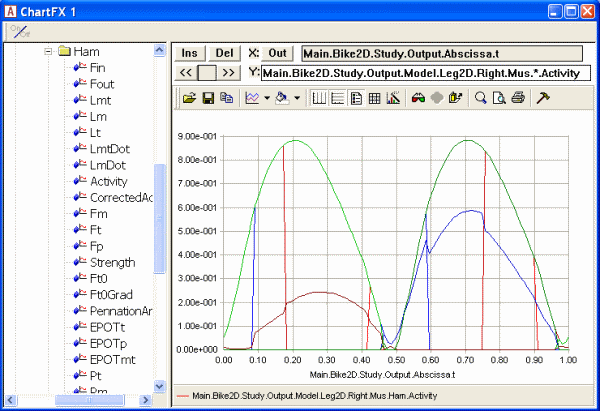 ChartFX 1
On/Off
Ham
Fin
Fout
Lmt
Lm
Lt
LmtDot
LmDot
Activity
CorrectedAc
Fm
Ft
Fp
Strength
Ft0
Ft0Grad
PennationAn
EPOTt
EPOTp
EPOTmt
Pt
Pm
Ins Del X: Out Main.Bike2D.Study.Output.Abscissa.t
<< >> Y: Main.Bike2D.Study.Output.Model.Leg2D.Right.Mus.*.Activity
9.00e-001
8.00e-001
7.00e-001
6.00e-001
5.00e-001
4.00e-001
3.00e-001
2.00e-001
1.00e-001
0.00e+000
0.00 0.10 0.20 0.30 0.40 0.50 0.60 0.70 0.80 0.90 1.00
Main.Bike2D.Study.Output.Abscissa.t
Main.Bike2D.Study.Output.Model.Leg2D.Right.Mus.Ham.Activity